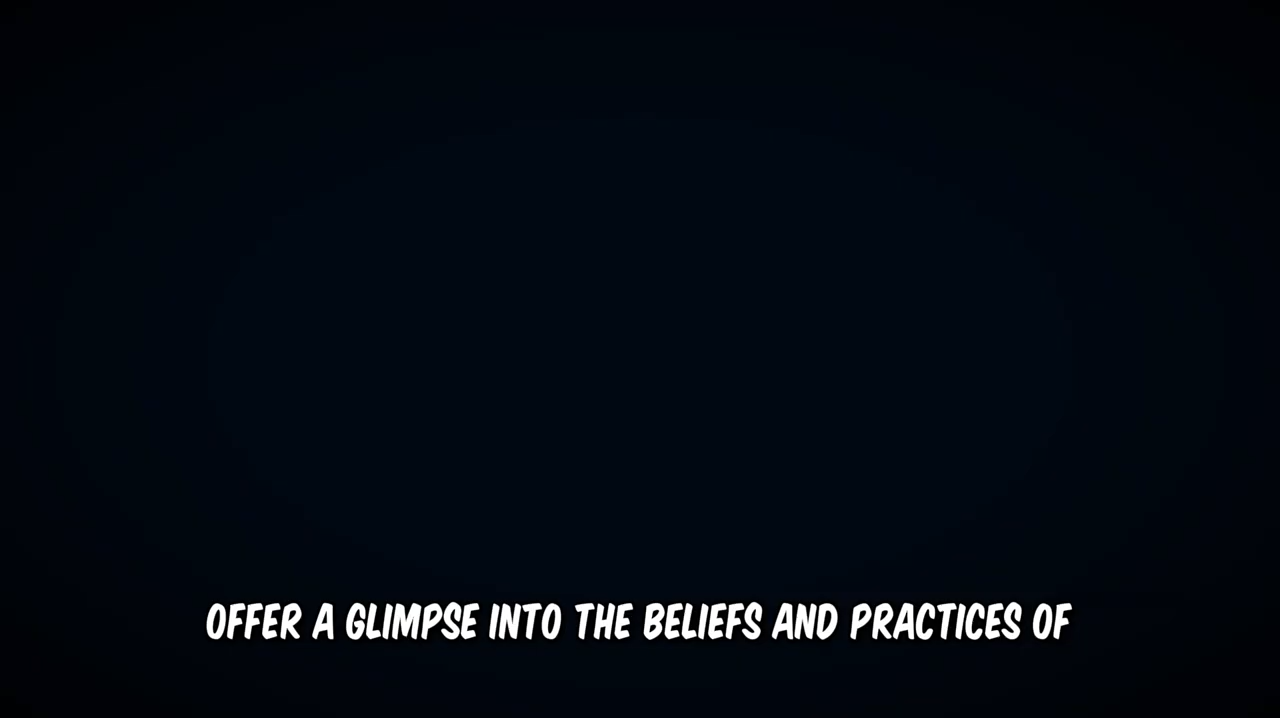 OFFER A GLIMPSE INTO THE BELIEFS AND PRACTICES OF